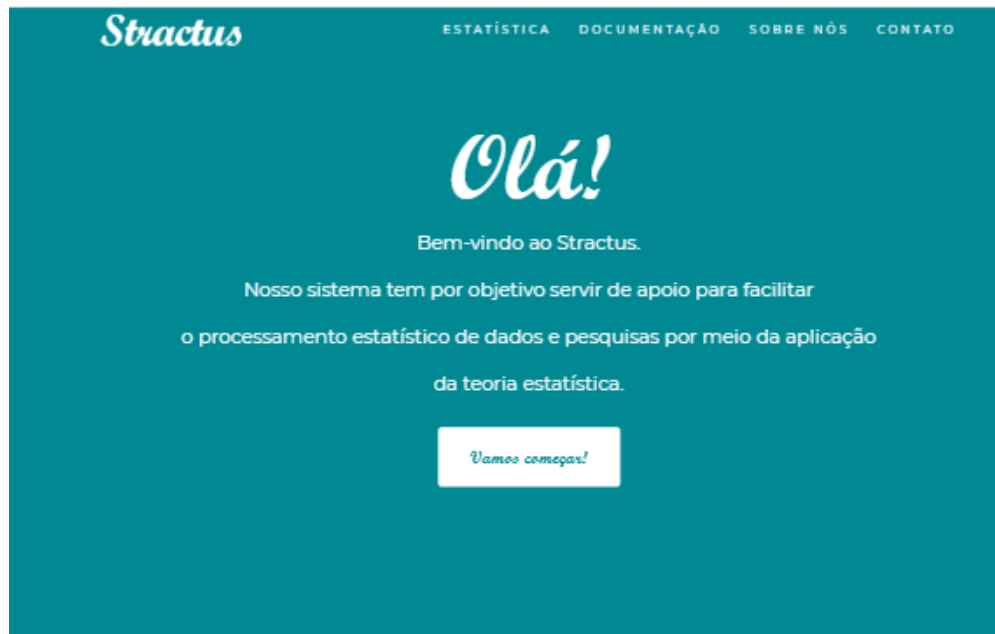 Stractus
ESTATÍSTICA DOCUMENTAÇÃO SOBRE NÓS CONTATO
Olá!
Bem-vindo ao Stractus.
Nosso sistema tem por objetivo servir de apoio para facilitar
o processamento estatístico de dados e pesquisas por meio da aplicação
da teoria estatística.
Vamos começar!